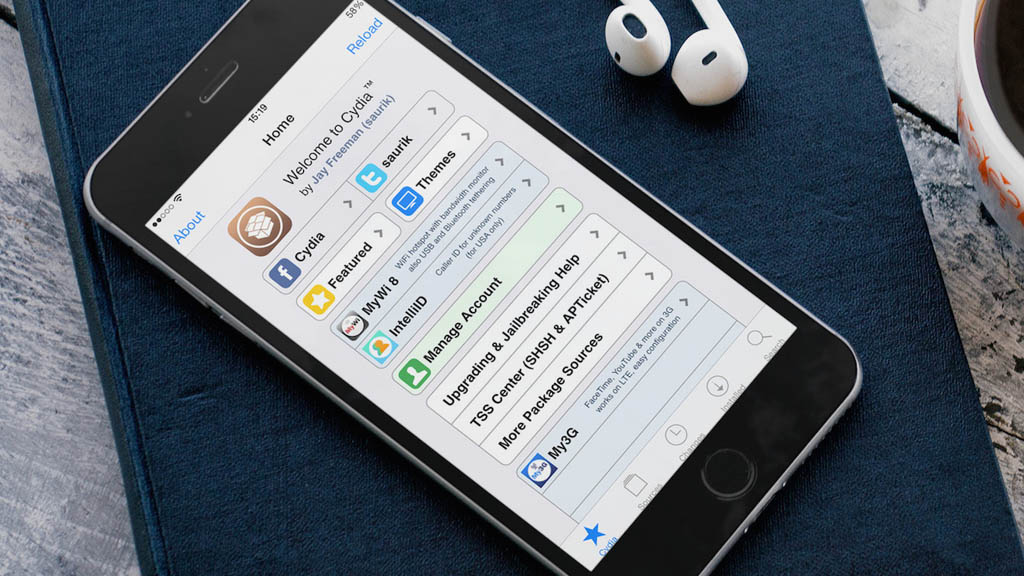 15:19
58%
About
Home
Reload
Welcome to Cydia™
by Jay Freeman (saurik)
Cydia
saurik
Featured
Themes
MyWi 8
WiFi hotspot with bandwidth monitor
also USB and Bluetooth tethering
IntelliID
Caller ID for unknown numbers
(for USA only)
Manage Account
Upgrading & Jailbreaking Help
TSS Center (SHSH & APTicket)
More Package Sources
My3G
FaceTime, YouTube & more on 3G
works on LTE, easy configuration
Cydia
Sources
Changes
Installed
Search